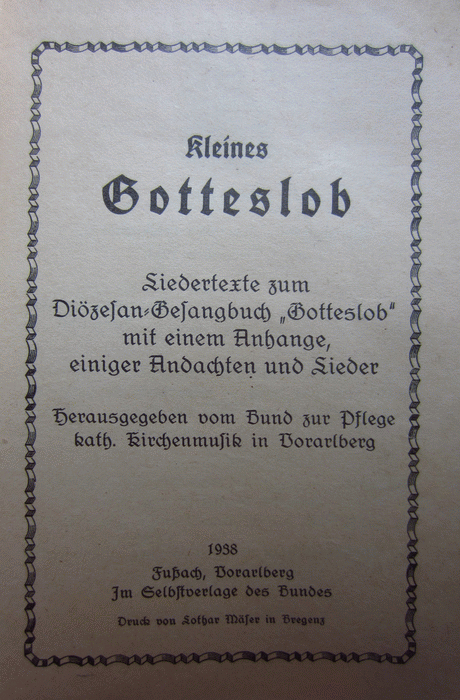 Kleines
Gotteslob
Liedertexte zum
Diözesan-Gesangbuch „Gotteslob“
mit einem Anhange,
einiger Andachten und Lieder
Herausgegeben vom Bund zur Pflege
kath. Kirchenmusik in Vorarlberg
1938
Fußach, Vorarlberg
Im Selbstverlage des Bundes
Druck von Lothar Mäser in Bregenz